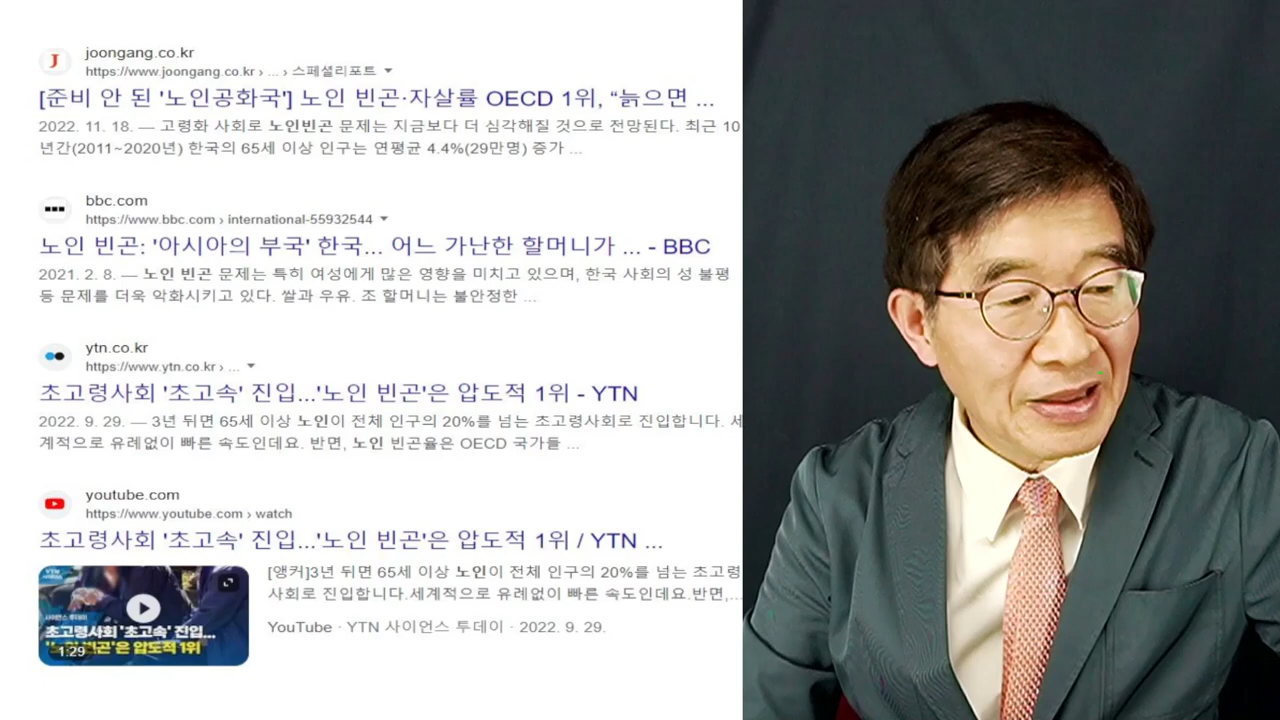 joongang.co.kr
https://www.joongang.co.kr › ... › 스페셜리포트
[준비 안 된 '노인공화국'] 노인 빈곤·자살률 OECD 1위, “늙으면 ...
2022. 11. 18. — 고령화 사회로 노인빈곤 문제는 지금보다 더 심각해질 것으로 전망된다. 최근 10
년간(2011~2020년) 한국의 65세 이상 인구는 연평균 4.4%(29만명) 증가 ...
bbc.com
https://www.bbc.com › international-55932544
노인 빈곤: '아시아의 부국' 한국... 어느 가난한 할머니가 ... - BBC
2021. 2. 8. — 노인 빈곤 문제는 특히 여성에게 많은 영향을 미치고 있으며, 한국 사회의 성 불평
등 문제를 더욱 악화시키고 있다. 쌀과 우유. 조 할머니는 불안정한 ...
ytn.co.kr
https://www.ytn.co.kr › ...
초고령사회 '초고속' 진입...'노인 빈곤'은 압도적 1위 - YTN
2022. 9. 29. — 3년 뒤면 65세 이상 노인이 전체 인구의 20%를 넘는 초고령사회로 진입합니다. 세
계적으로 유례없이 빠른 속도인데요. 반면, 노인 빈곤율은 OECD 국가들 ...
youtube.com
https://www.youtube.com › watch
초고령사회 '초고속' 진입...'노인 빈곤'은 압도적 1위 / YTN ...
[앵커]3년 뒤면 65세 이상 노인이 전체 인구의 20%를 넘는 초고령
사회로 진입합니다.세계적으로 유례없이 빠른 속도인데요.반면,...
YouTube · YTN 사이언스 투데이 · 2022. 9. 29.
YTN
사이언스 투데이
초고령사회 '초고속' 진입...
빈곤'은 압도적 1위
1:29